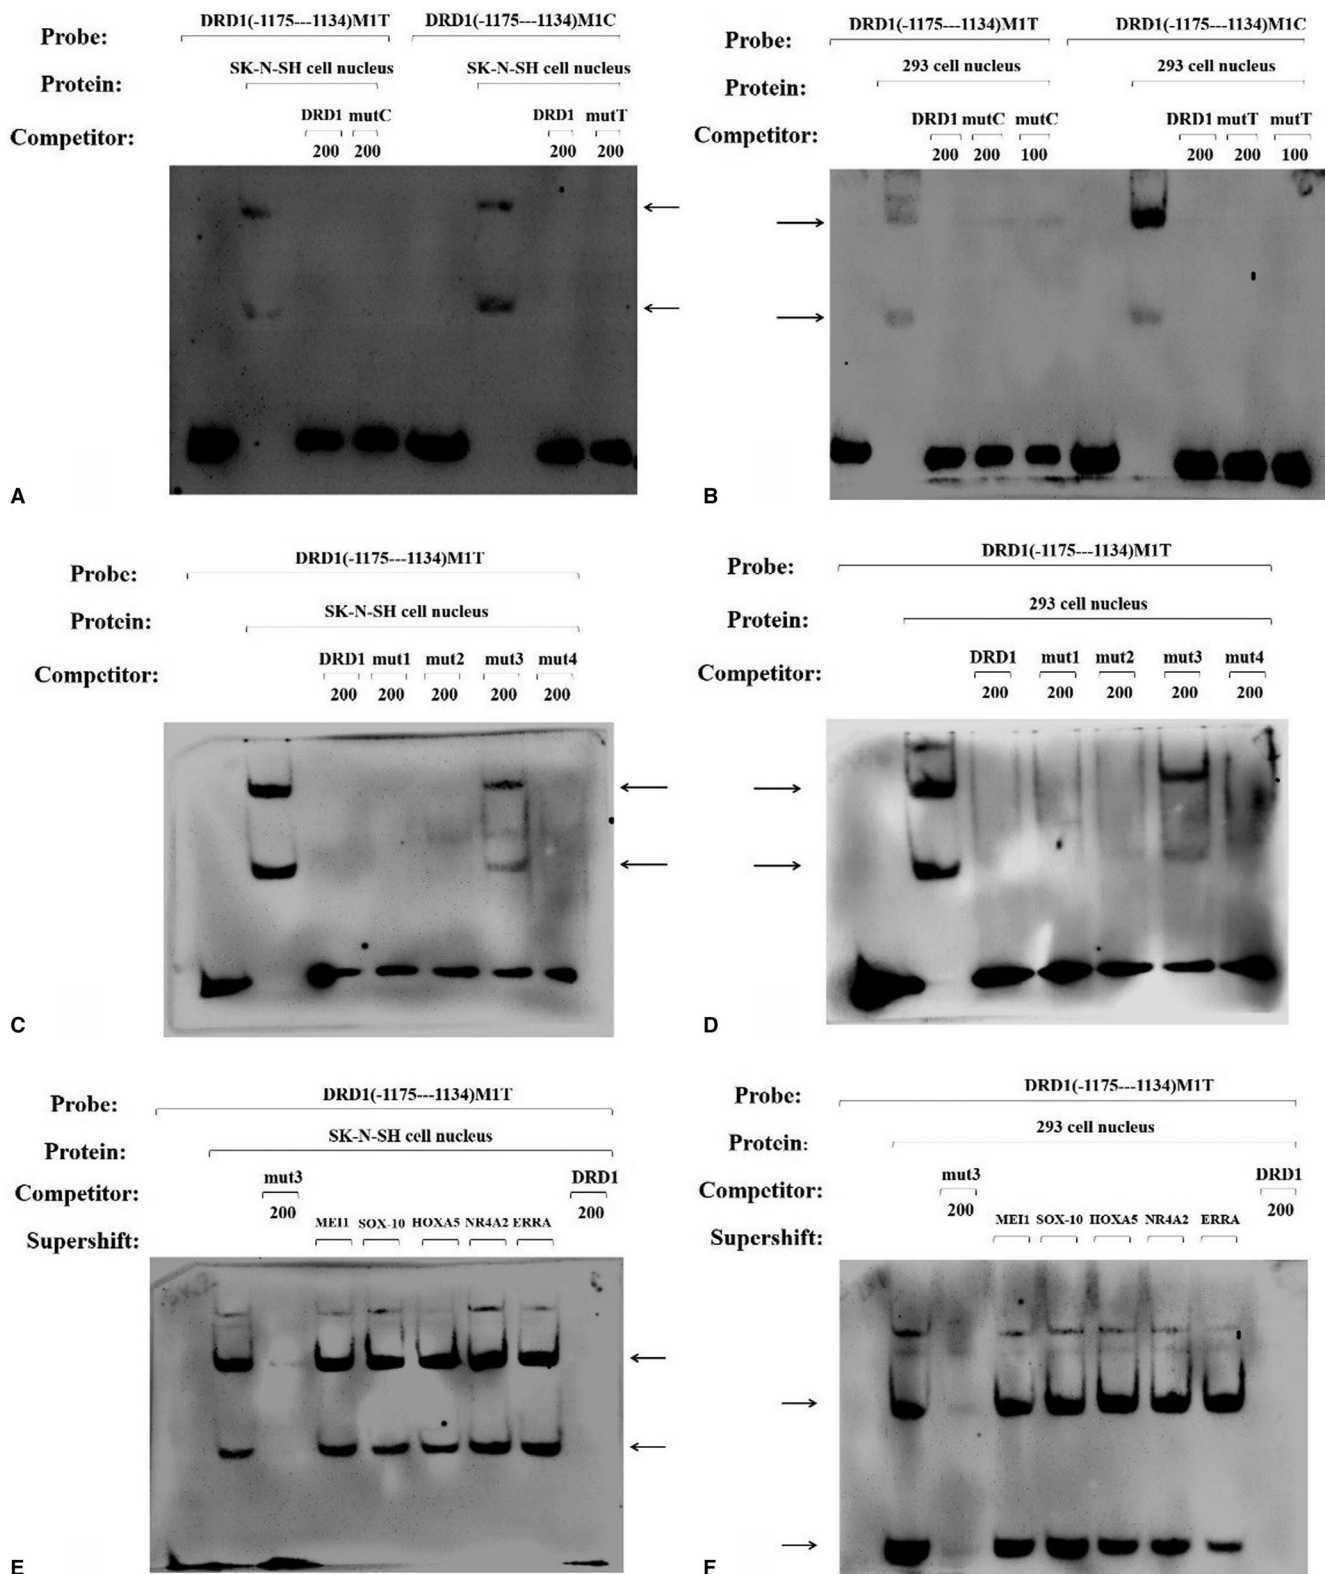 Probe: DRD1(-1175---1134)M1T DRD1(-1175---1134)M1C
Protein: SK-N-SH cell nucleus SK-N-SH cell nucleus
Competitor: DRD1 mutC DRD1 mutT
200 200 200 200
A
Probe: DRD1(-1175---1134)M1T DRD1(-1175---1134)M1C
Protein: 293 cell nucleus 293 cell nucleus
Competitor: DRD1 mutC mutC DRD1 mutT mutT
200 200 100 200 200 100
B
Probe: DRD1(-1175---1134)M1T
Protein: SK-N-SH cell nucleus
Competitor: DRD1 mut1 mut2 mut3 mut4
200 200 200 200 200
C
Probe: DRD1(-1175---1134)M1T
Protein: 293 cell nucleus
Competitor: DRD1 mut1 mut2 mut3 mut4
200 200 200 200 200
D
Probe: DRD1(-1175---1134)M1T
Protein: SK-N-SH cell nucleus
Competitor: mut3 DRD1
200 200
Supershift: MEI1 SOX-10 HOXA5 NR4A2 ERRA
E
Probe: DRD1(-1175---1134)M1T
Protein: 293 cell nucleus
Competitor: mut3 DRD1
200 200
Supershift: MEI1 SOX-10 HOXA5 NR4A2 ERRA
F